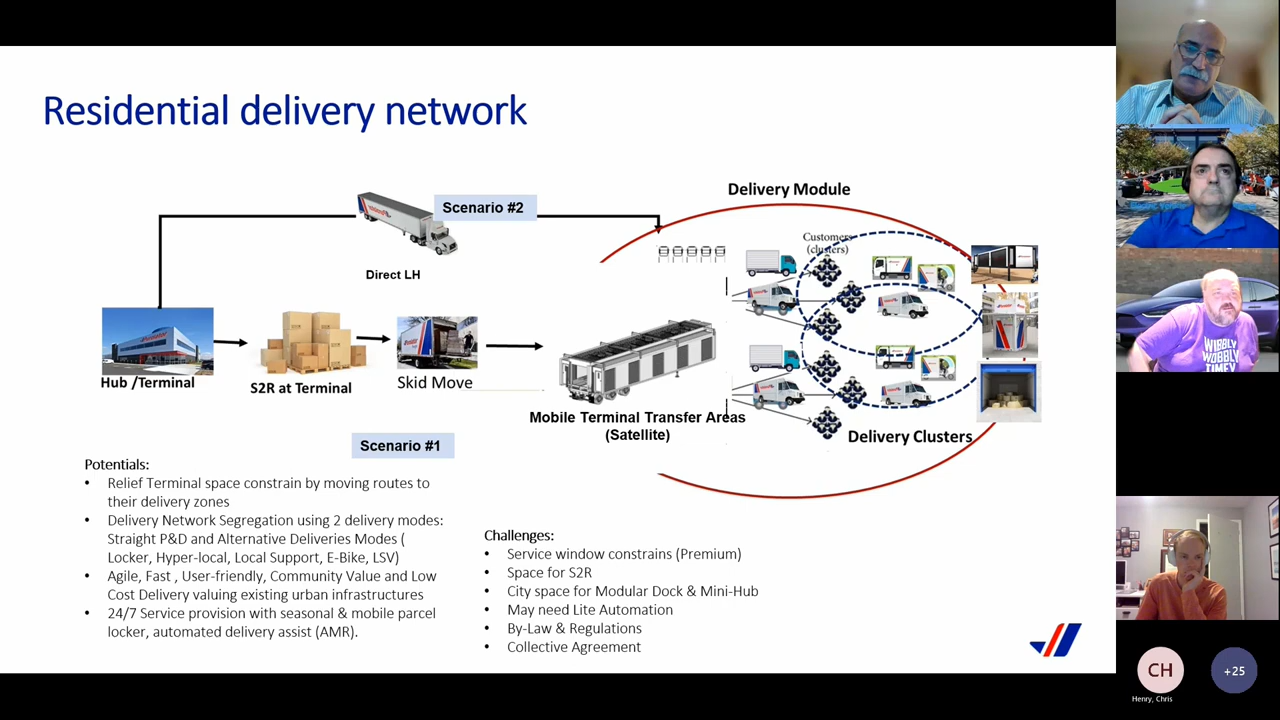 Residential delivery network
Delivery Module
Scenario #2
Customers
(clusters)
Direct LH
Hub /Terminal
S2R at Terminal
Skid Move
Mobile Terminal Transfer Areas
(Satellite)
Delivery Clusters
Scenario #1
Potentials:
• Relief Terminal space constrain by moving routes to
their delivery zones
• Delivery Network Segregation using 2 delivery modes:
Straight P&D and Alternative Deliveries Modes (
Locker, Hyper-local, Local Support, E-Bike, LSV)
• Agile, Fast , User-friendly, Community Value and Low
Cost Delivery valuing existing urban infrastructures
• 24/7 Service provision with seasonal & mobile parcel
locker, automated delivery assist (AMR).
Challenges:
• Service window constrains (Premium)
• Space for S2R
• City space for Modular Dock & Mini-Hub
• May need Lite Automation
• By-Law & Regulations
• Collective Agreement
WIBBLY
WOBBLY
TIMEY
CH
+25
Henry, Chris